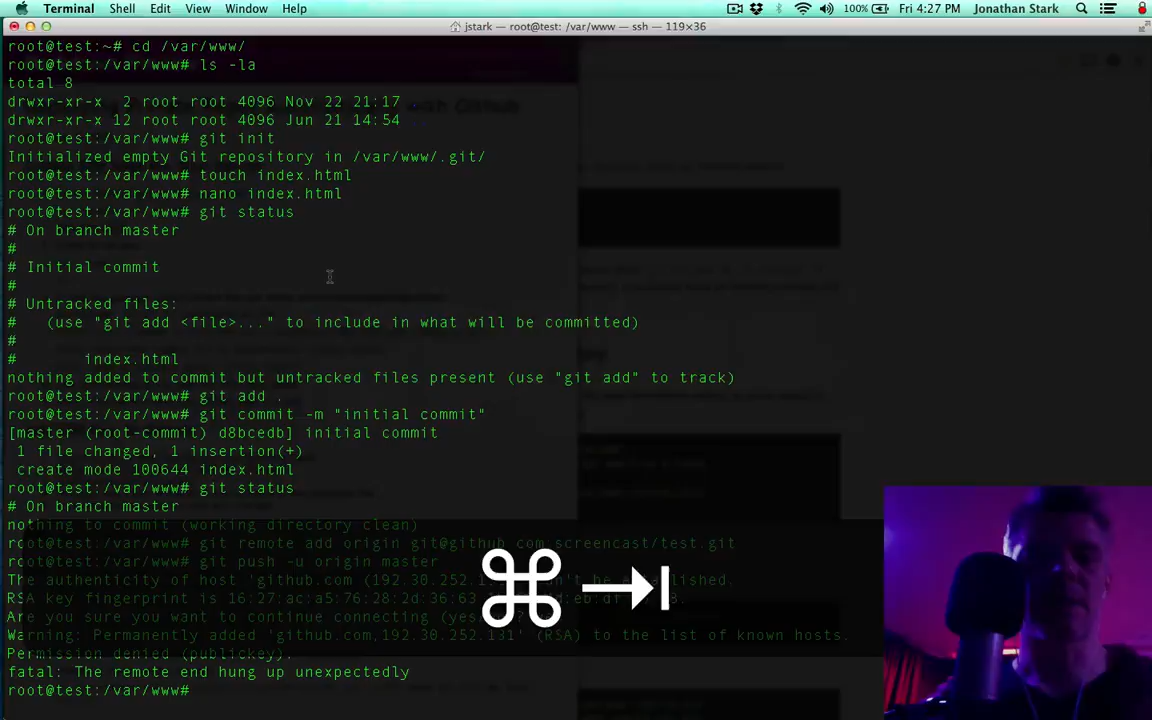 Terminal Shell Edit View Window Help 100% Fri 4:27 PM Jonathan Stark
jstark — root@test: /var/www — ssh — 119×36
root@test:~# cd /var/www/
root@test:/var/www# ls -la
total 8
drwxr-xr-x 2 root root 4096 Nov 22 21:17
drwxr-xr-x 12 root root 4096 Jun 21 14:54
root@test:/var/www# git init
Initialized empty Git repository in /var/www/.git/
root@test:/var/www# touch index.html
root@test:/var/www# nano index.html
root@test:/var/www# git status
# On branch master
#
# Initial commit
#
# Untracked files:
# (use "git add <file>..." to include in what will be committed)
#
# index.html
nothing added to commit but untracked files present (use "git add" to track)
root@test:/var/www# git add .
root@test:/var/www# git commit -m "initial commit"
[master (root-commit) d8bcedb] initial commit
1 file changed, 1 insertion(+)
create mode 100644 index.html
root@test:/var/www# git status
# On branch master
nothing to commit (working directory clean)
root@test:/var/www# git remote add origin git@github.com:screencast/test.git
root@test:/var/www# git push -u origin master
The authenticity of host 'github.com (192.30.252.131)' can't be established.
RSA key fingerprint is 16:27:ac:a5:76:28:2d:36:63
Are you sure you want to continue connecting
Warning: Permanently added 'github.com,192.30.252.131' (RSA) to the list of known hosts.
Permission denied (publickey).
fatal: The remote end hung up unexpectedly
root@test:/var/www#